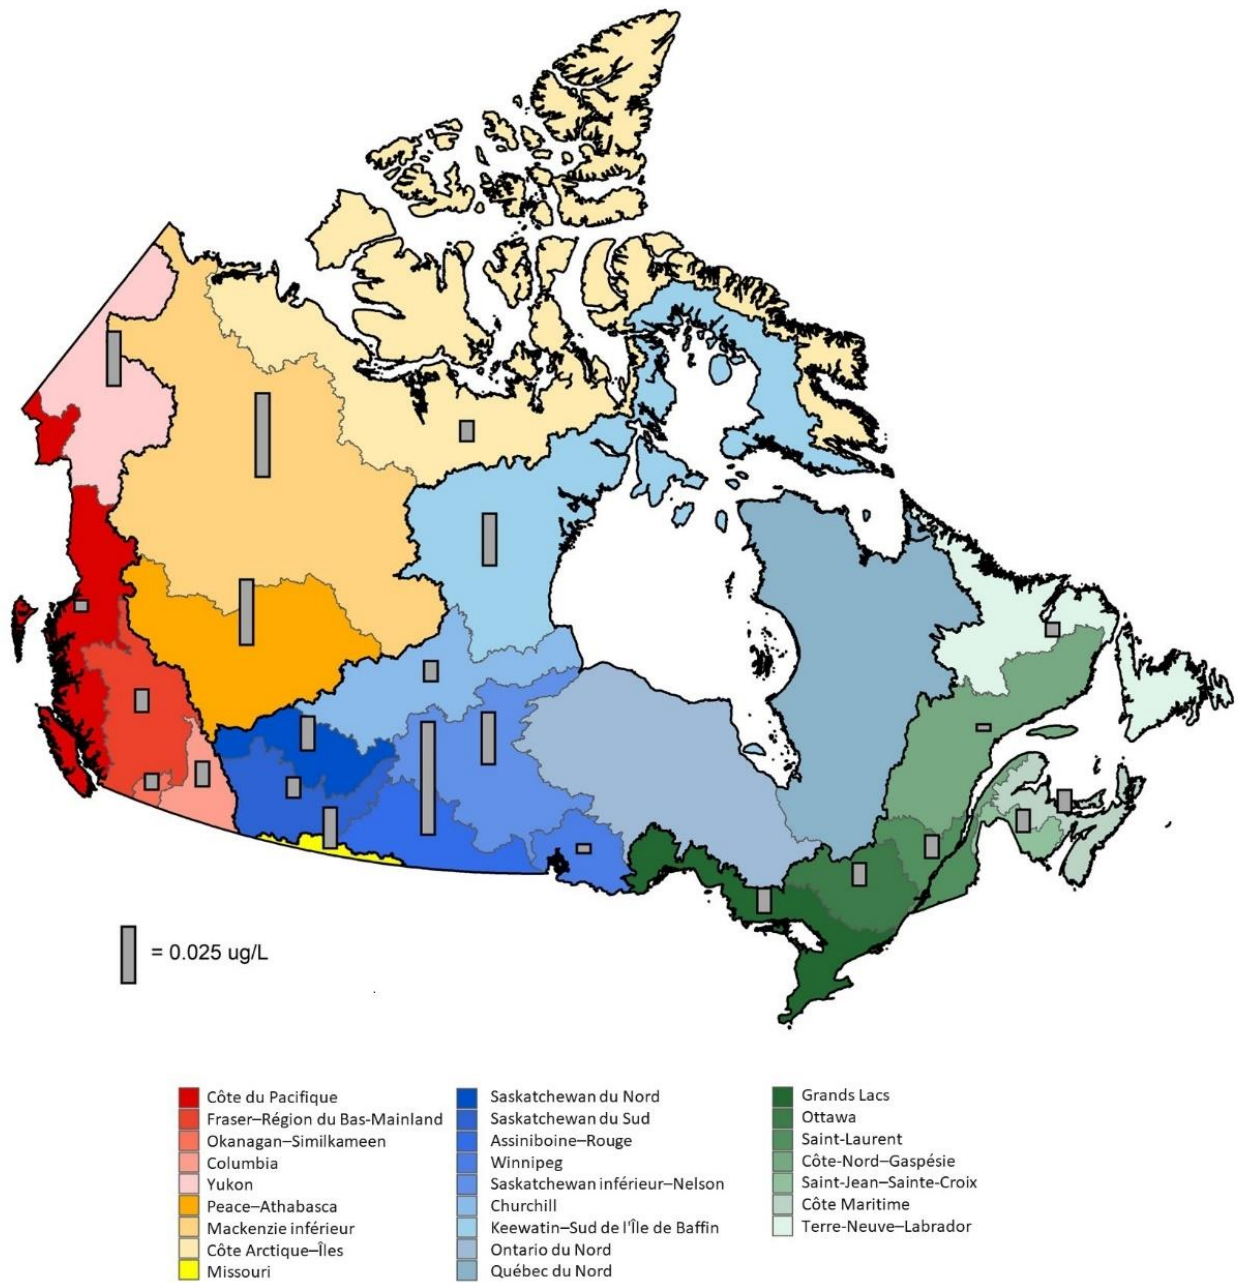 = 0.025 ug/L
Côte du Pacifique
Fraser–Région du Bas-Mainland
Okanagan–Similkameen
Columbia
Yukon
Peace–Athabasca
Mackenzie inférieur
Côte Arctique–Îles
Missouri
Saskatchewan du Nord
Saskatchewan du Sud
Assiniboine–Rouge
Winnipeg
Saskatchewan inférieur–Nelson
Churchill
Keewatin–Sud de l'Île de Baffin
Ontario du Nord
Québec du Nord
Grands Lacs
Ottawa
Saint-Laurent
Côte-Nord–Gaspésie
Saint-Jean–Sainte-Croix
Côte Maritime
Terre-Neuve–Labrador